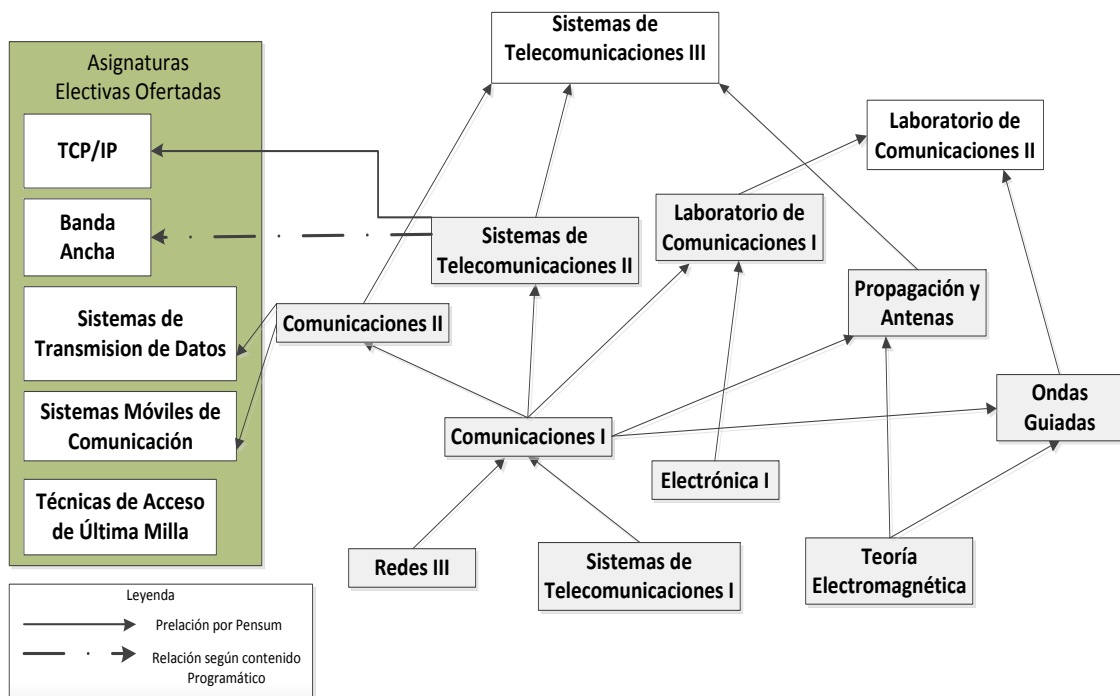 Sistemas de
Telecomunicaciones III
Asignaturas
Electivas Ofertadas
TCP/IP
Banda
Ancha
Sistemas de
Transmision de Datos
Sistemas Móviles de
Comunicación
Técnicas de Acceso
de Última Milla
Laboratorio de
Comunicaciones II
Laboratorio de
Comunicaciones I
Sistemas de
Telecomunicaciones II
Propagación y
Antenas
Comunicaciones II
Ondas
Guiadas
Comunicaciones I
Electrónica I
Redes III
Sistemas de
Telecomunicaciones I
Teoría
Electromagnética
Leyenda
Prelación por Pensum
Relación según contenido
Programático